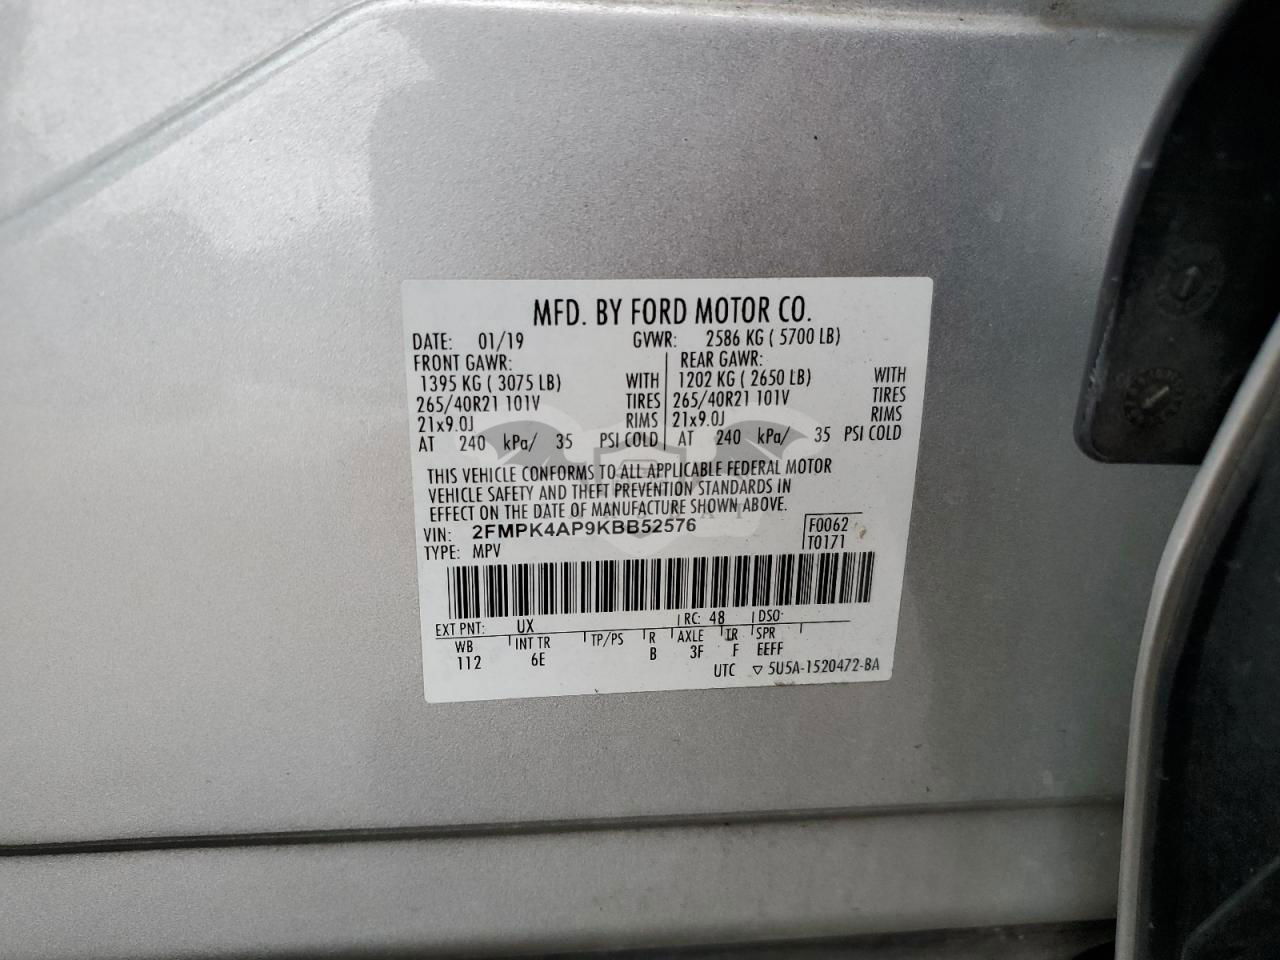 MFD. BY FORD MOTOR CO.
DATE: 01/19 GVWR: 2586 KG ( 5700 LB)
FRONT GAWR: REAR GAWR:
1395 KG ( 3075 LB) WITH 1202 KG ( 2650 LB) WITH
265/40R21 101V TIRES 265/40R21 101V TIRES
21x9.0J RIMS 21x9.0J RIMS
AT 240 kPa/ 35 PSI COLD AT 240 kPa/ 35 PSI COLD
THIS VEHICLE CONFORMS TO ALL APPLICABLE FEDERAL MOTOR
VEHICLE SAFETY AND THEFT PREVENTION STANDARDS IN
EFFECT ON THE DATE OF MANUFACTURE SHOWN ABOVE.
VIN: 2FMPK4AP9KBB52576 F0062
TYPE: MPV T0171
EXT PNT: UX RC: 48 DSO:
WB INT TR TP/PS R AXLE TR SPR
112 6E B 3F F EEFF
UTC ▽ 5U5A-1520472-BA